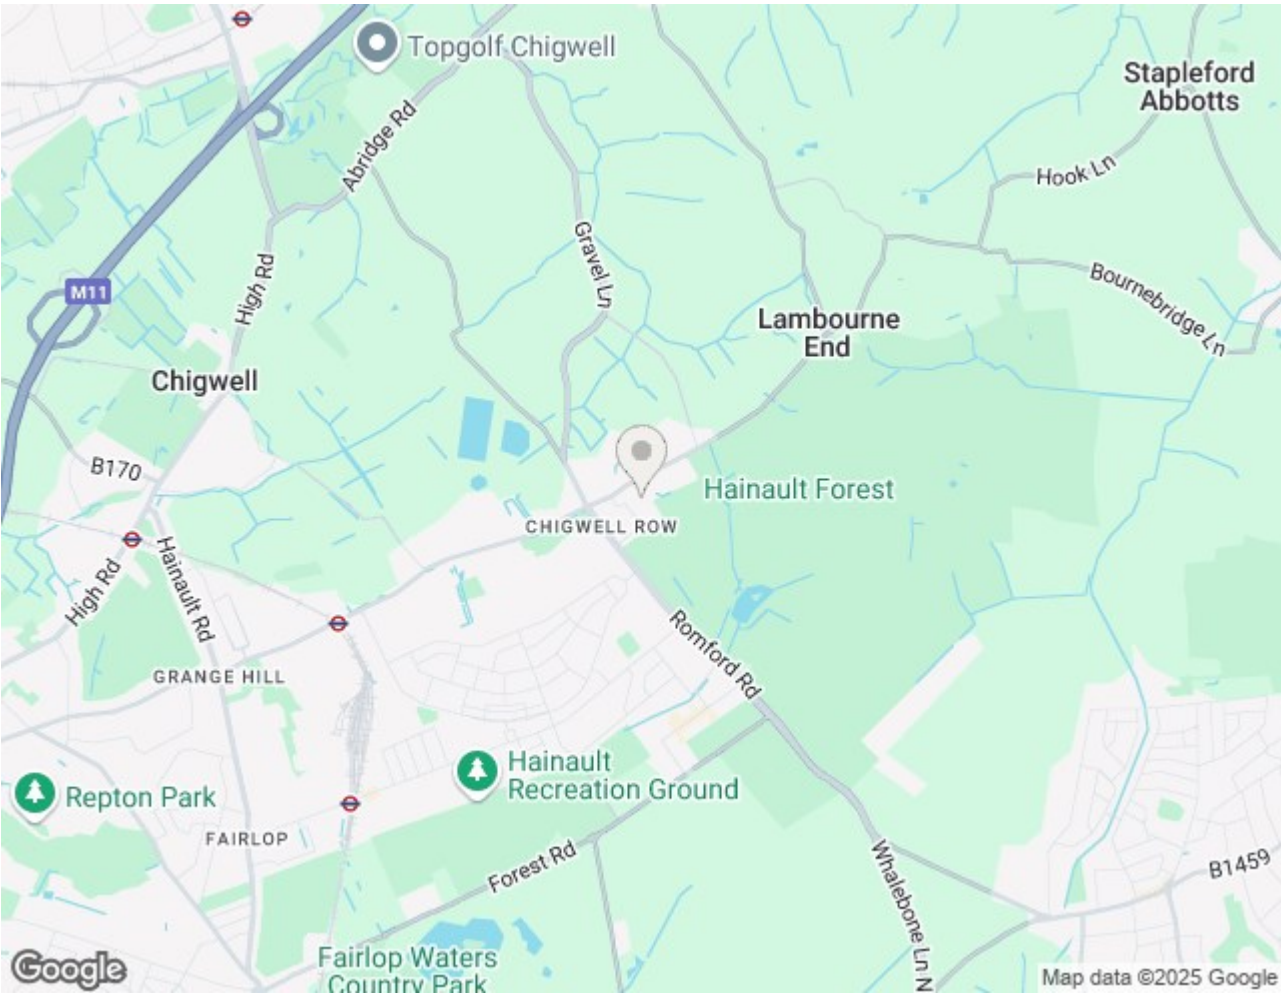 Topgolf Chigwell
Stapleford
Abbotts
Abridge Rd
Hook Ln
Gravel Ln
High Rd
M11
Bournebridge Ln
Lambourne
End
Chigwell
B170
Hainault Forest
CHIGWELL ROW
Hainault Rd
High Rd
Romford Rd
GRANGE HILL
Hainault
Recreation Ground
Repton Park
FAIRLOP
Forest Rd
Whalebone Ln N
B1459
Fairlop Waters
Country Park
Google
Map data ©2025 Google